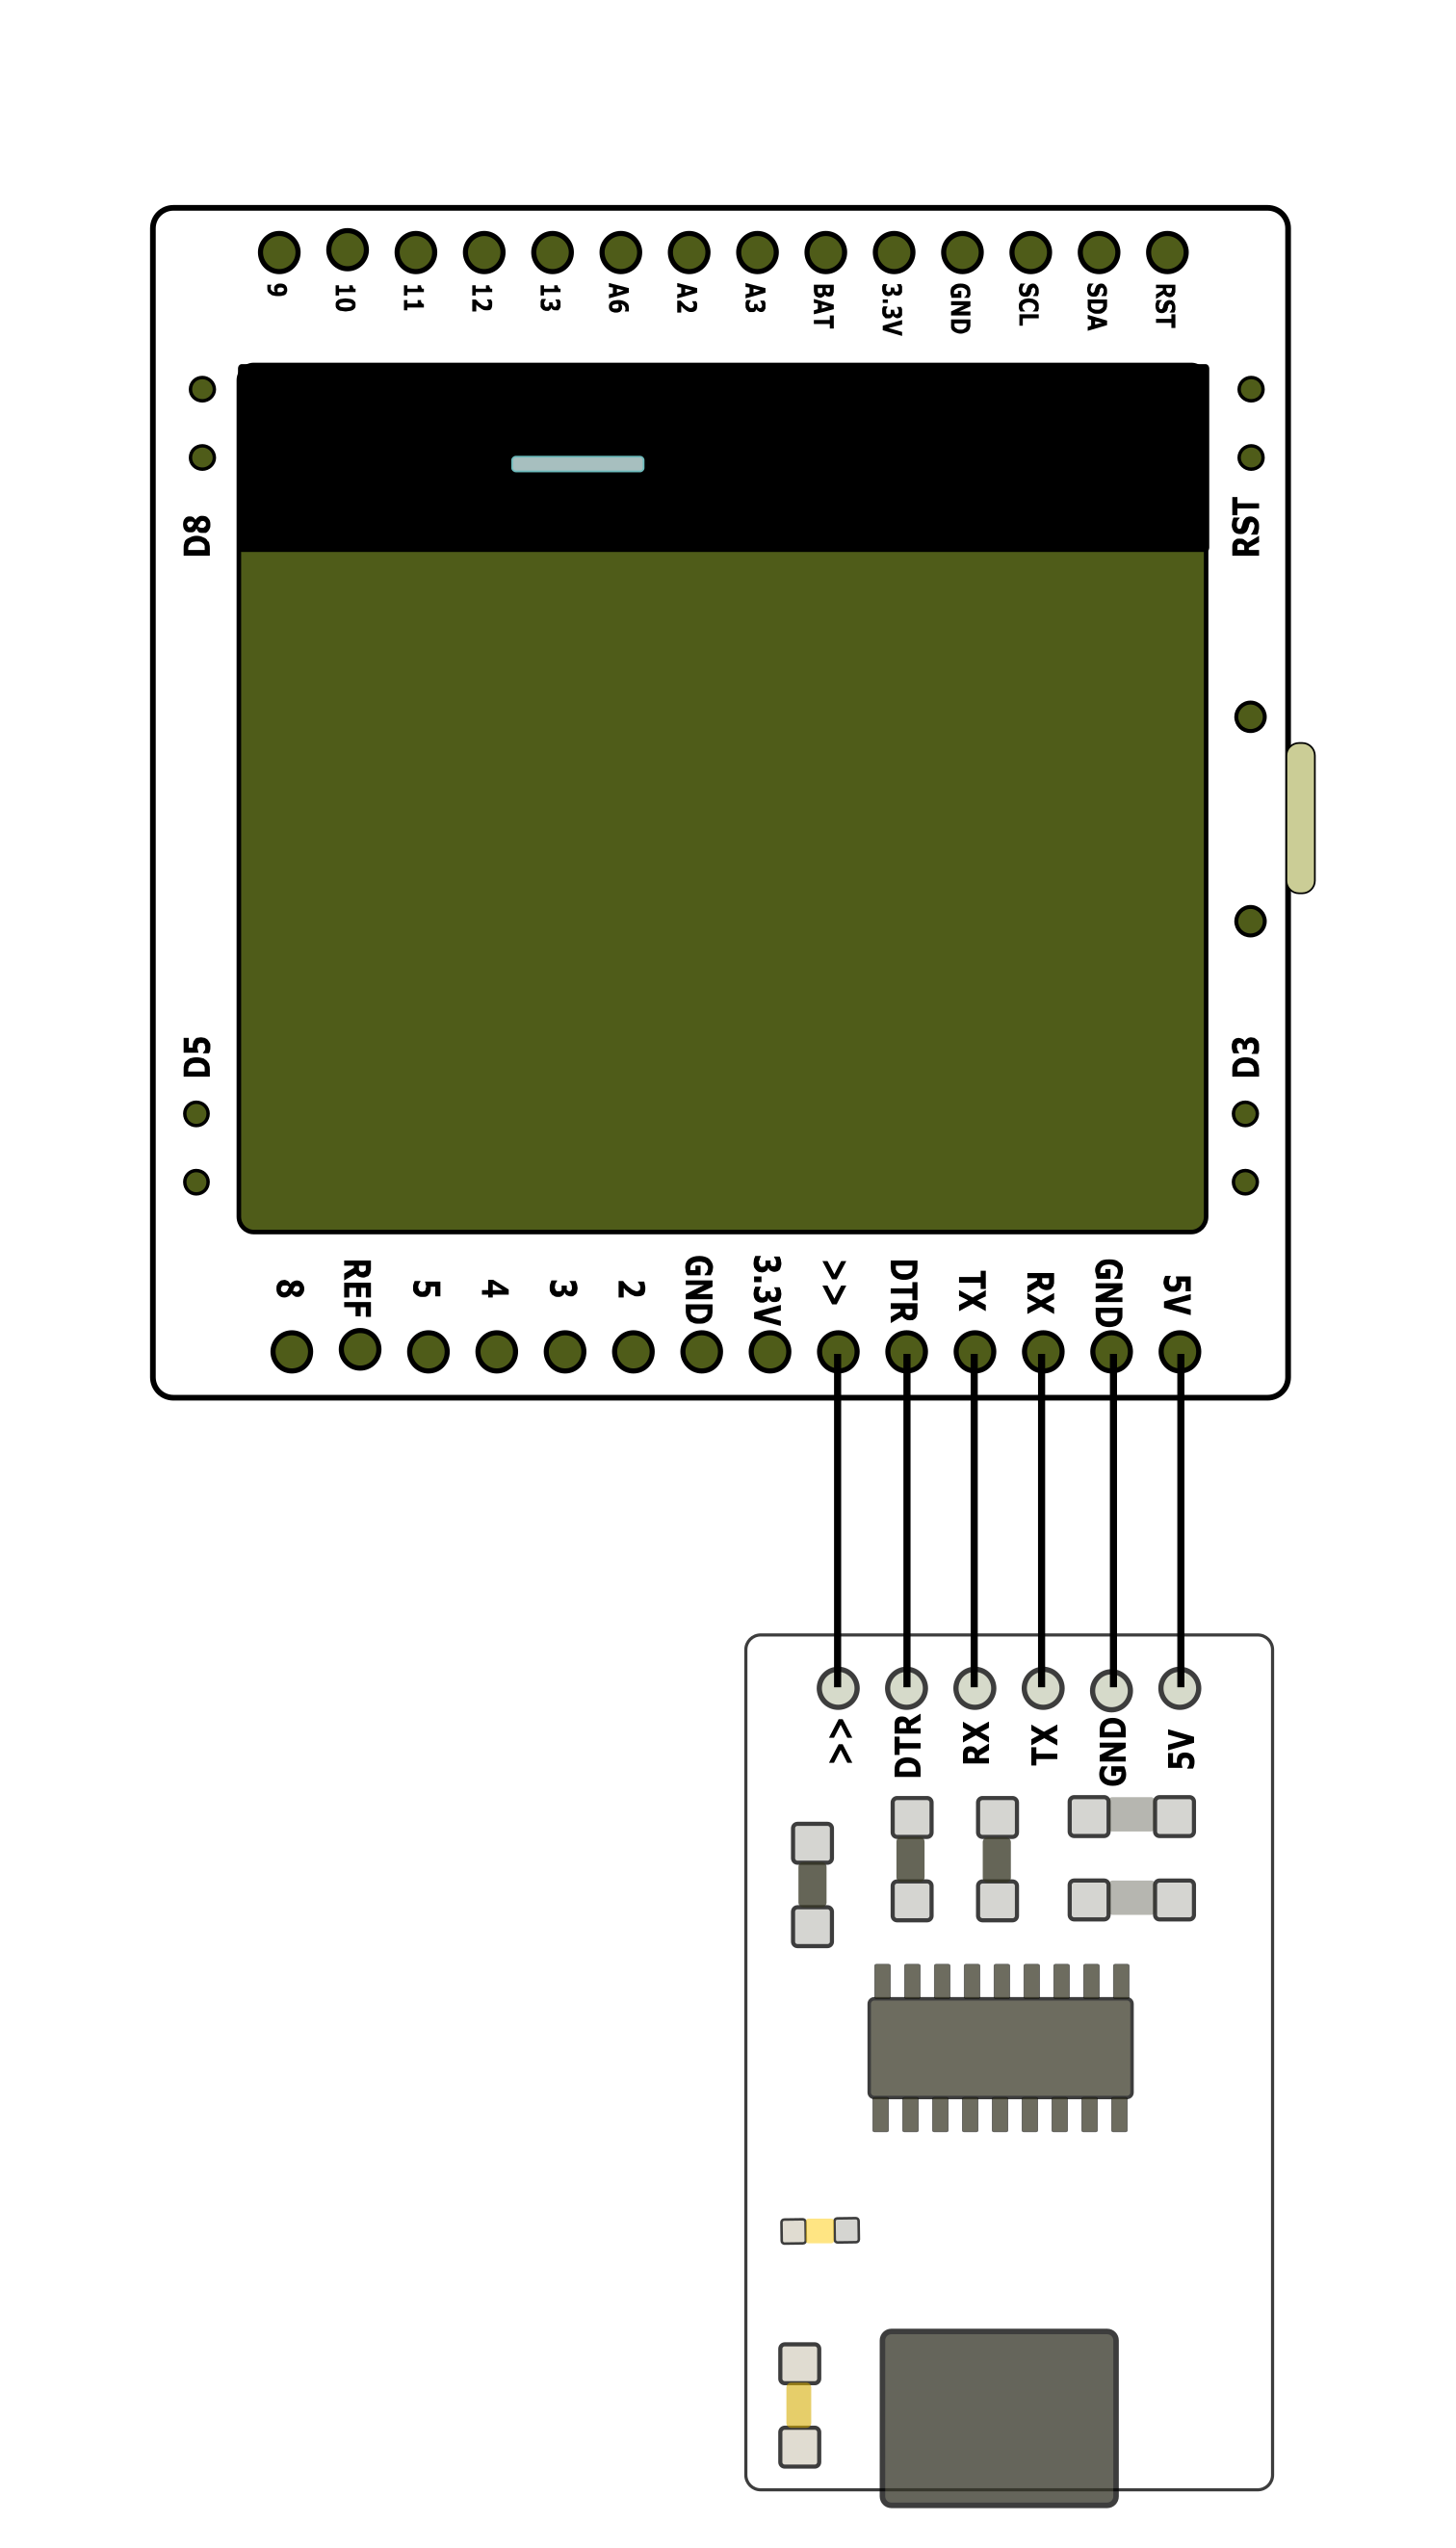 9
10
11
12
13
A6
A2
A3
BAT
3.3V
GND
SCL
SDA
RST
D8
RST
D5
D3
8
REF
5
4
3
2
GND
3.3V
>>
DTR
TX
RX
GND
5V
>>
DTR
RX
TX
GND
5V